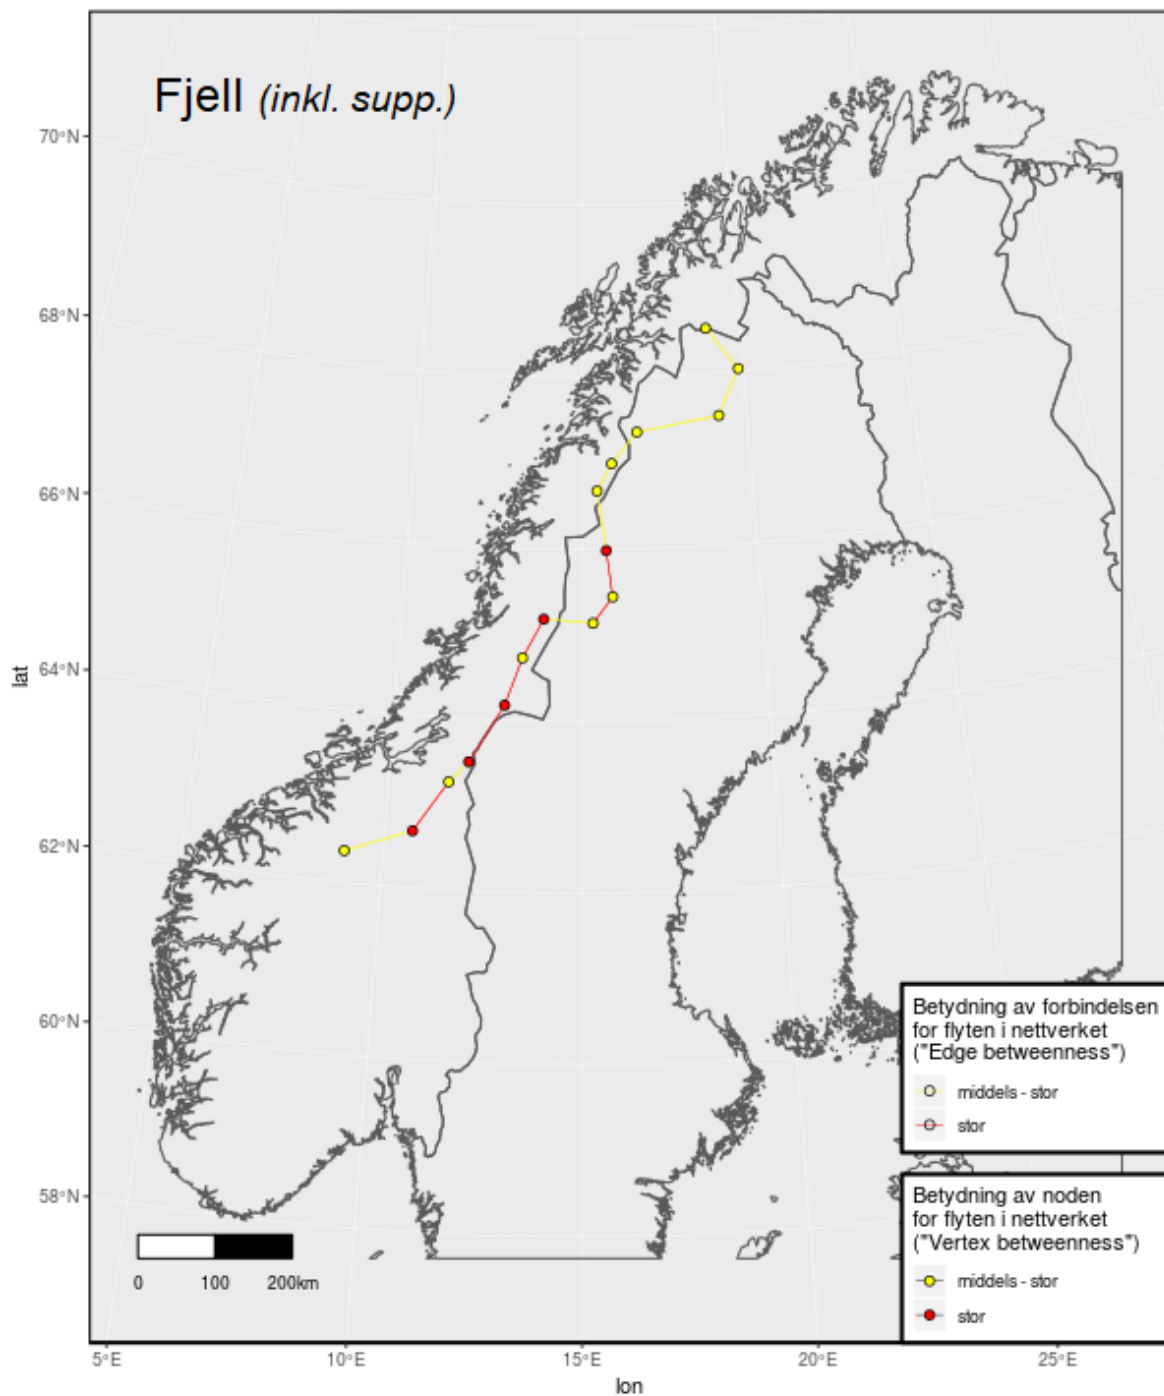 Fjell (inkl. supp.)
70°N
68°N
66°N
64°N
62°N
60°N
58°N
lat
5°E
10°E
15°E
20°E
25°E
lon
0
100
200km
Betydning av forbindelsen
for flyten i nettverket
("Edge betweenness")
middels - stor
stor
Betydning av noden
for flyten i nettverket
("Vertex betweenness")
middels - stor
stor